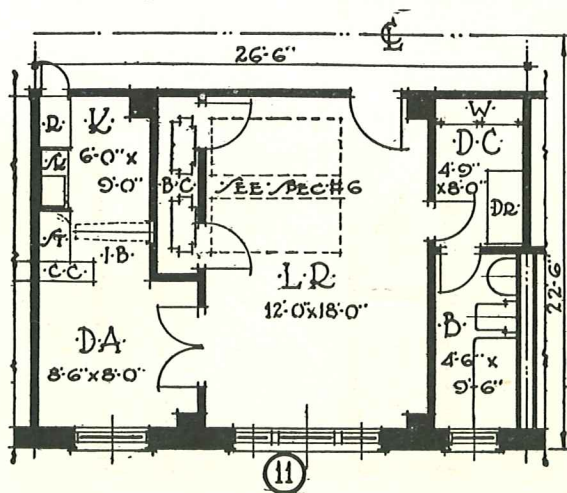 ℄
26'-6"
R
K
6'-0" x
9'-0"
B·C
SEE SPEC #6
W
D·C
4'-9"
x8'-0"
DR
I·B
C·C
L·R
12'-0"x18'-0"
22'-6"
D·A
8'-6"x8'-0"
B
4'-6" x
9'-6"
11